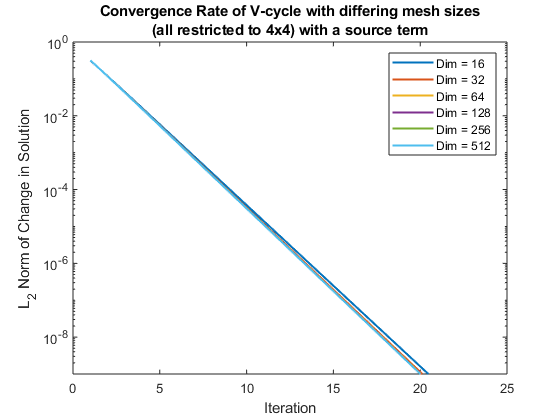 Convergence Rate of V-cycle with differing mesh sizes
(all restricted to 4x4) with a source term
L2 Norm of Change in Solution
10^0
10^-2
10^-4
10^-6
10^-8
Dim = 16
Dim = 32
Dim = 64
Dim = 128
Dim = 256
Dim = 512
0 5 10 15 20 25
Iteration